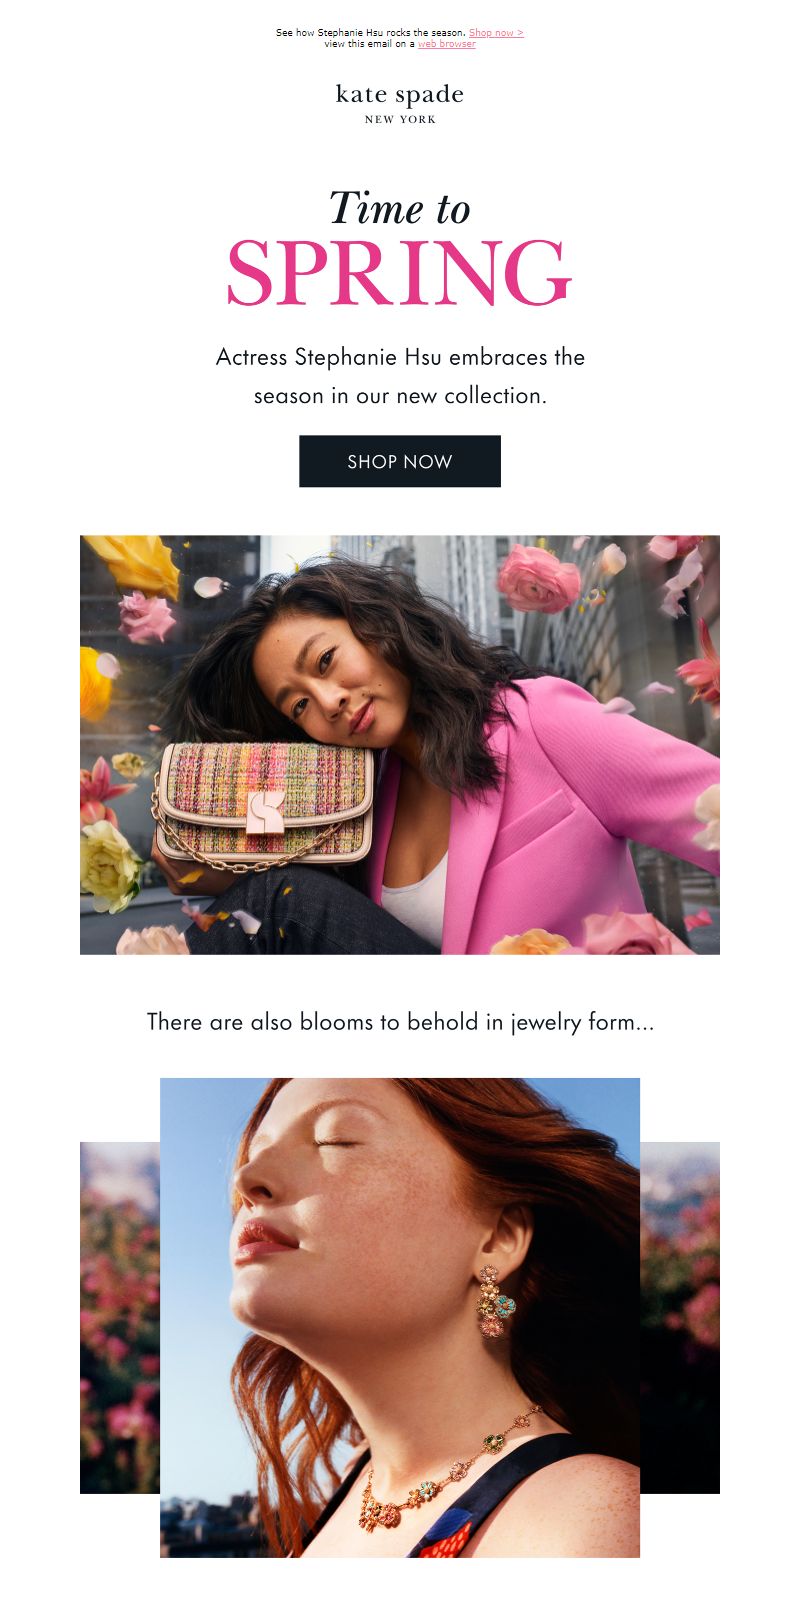 See how Stephanie Hsu rocks the season. Shop now >
view this email on a web browser
kate spade
NEW YORK
Time to
SPRING
Actress Stephanie Hsu embraces the
season in our new collection.
SHOP NOW
There are also blooms to behold in jewelry form...